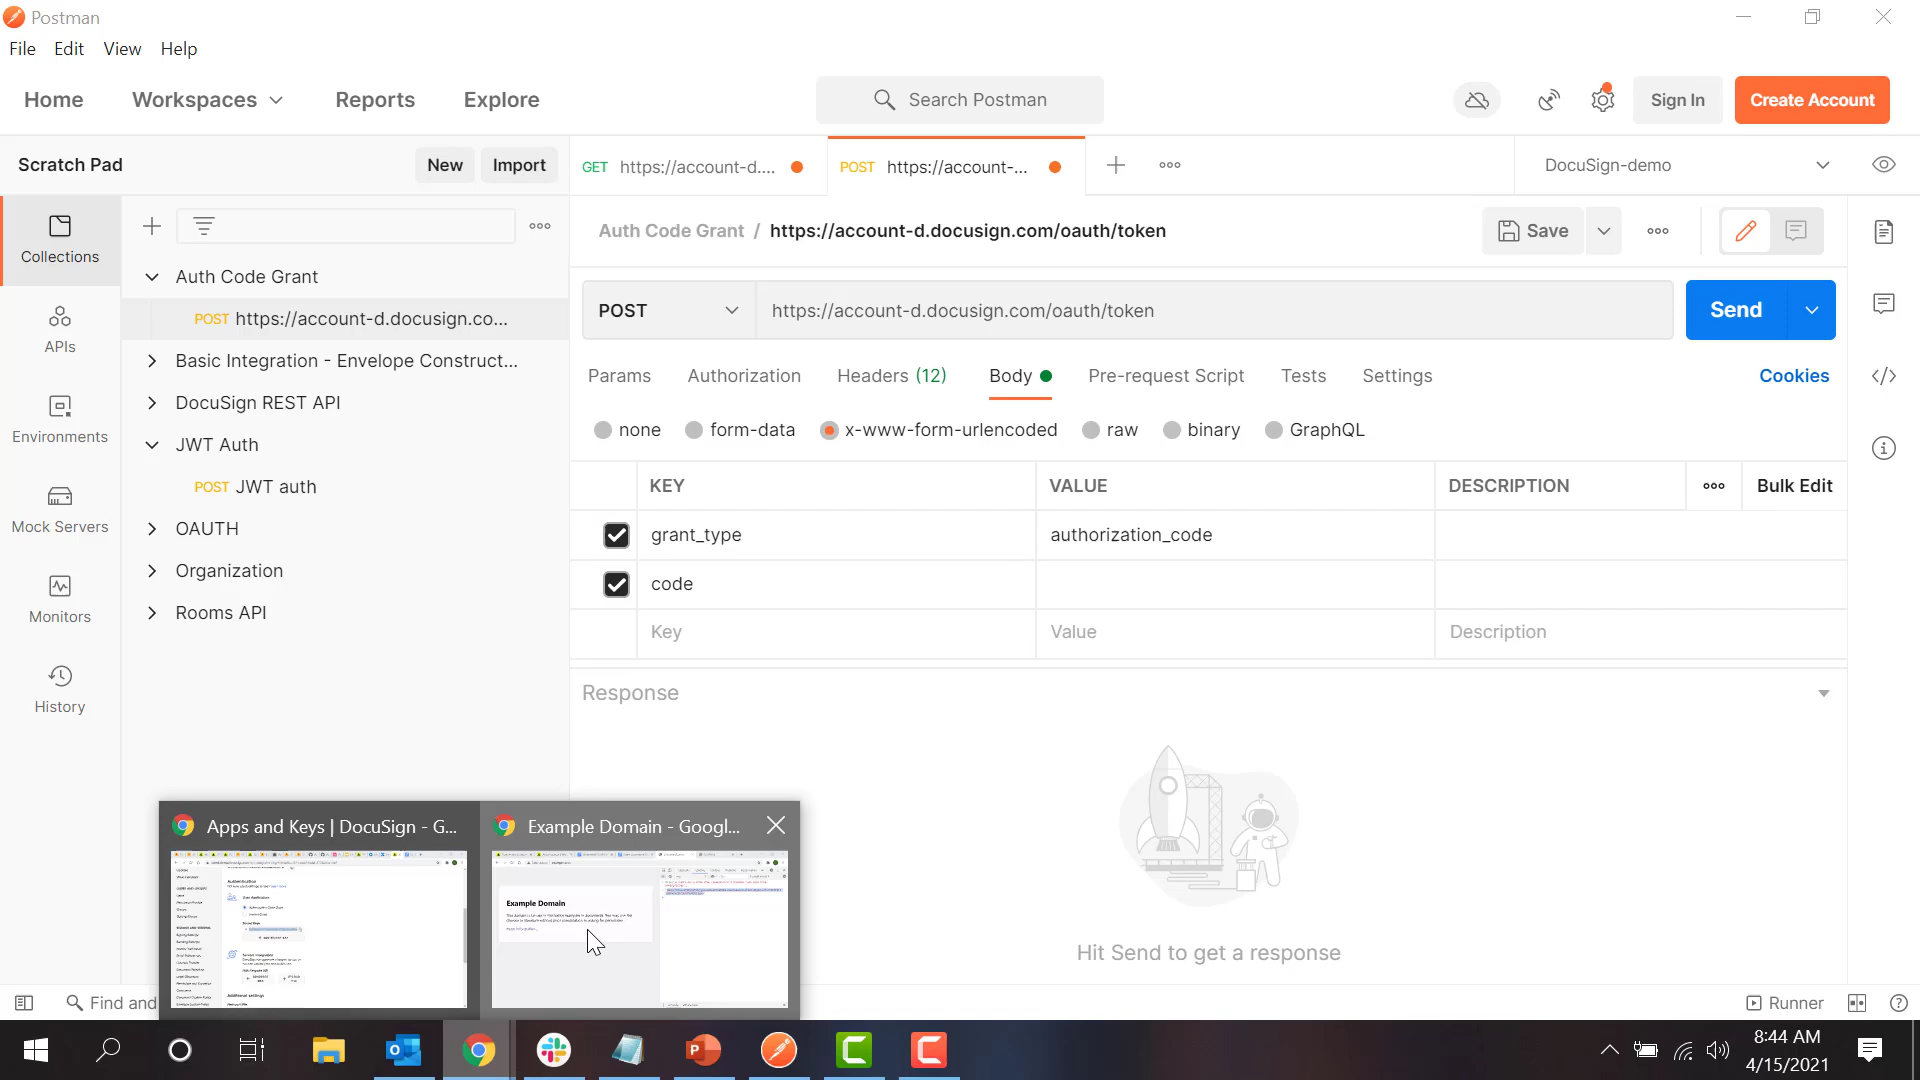 Postman
File Edit View Help
Home Workspaces Reports Explore
Search Postman
Sign In
Create Account
Scratch Pad
New
Import
GET https://account-d....
POST https://account-...
DocuSign-demo
Collections
APIs
Environments
Mock Servers
Monitors
History
Auth Code Grant
POST https://account-d.docusign.co...
Basic Integration - Envelope Construct...
DocuSign REST API
JWT Auth
POST JWT auth
OAUTH
Organization
Rooms API
Auth Code Grant / https://account-d.docusign.com/oauth/token
Save
POST https://account-d.docusign.com/oauth/token
Send
Params Authorization Headers (12) Body Pre-request Script Tests Settings Cookies
none form-data x-www-form-urlencoded raw binary GraphQL
KEY VALUE DESCRIPTION Bulk Edit
grant_type authorization_code
code
Key Value Description
Response
Hit Send to get a response
Apps and Keys | DocuSign - G...
Example Domain - Googl...
Example Domain
Find and
Runner
8:44 AM
4/15/2021